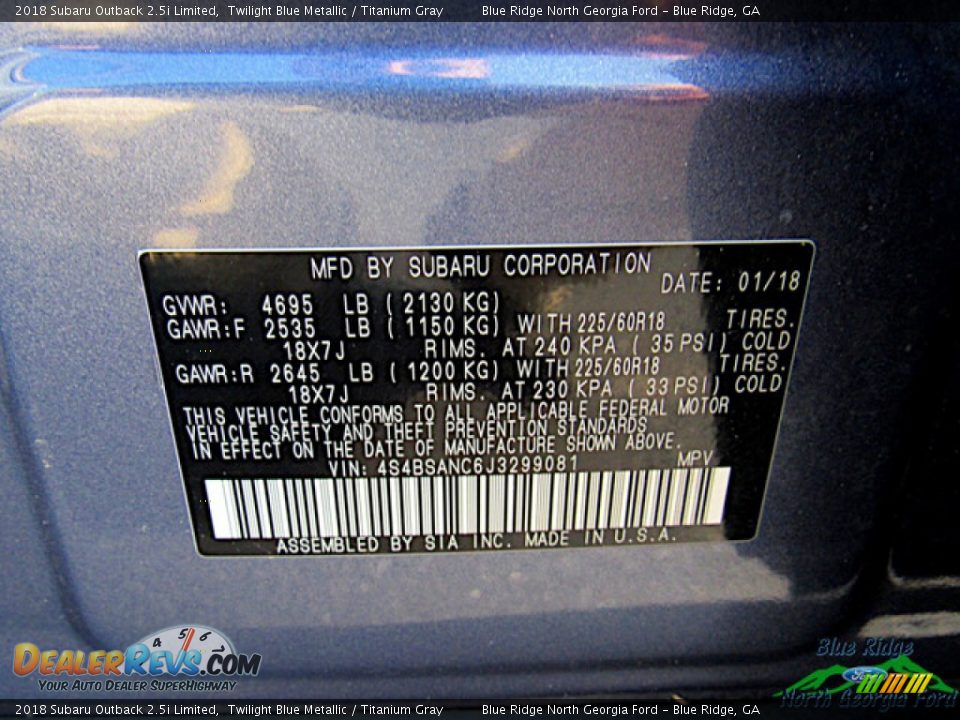 2018 Subaru Outback 2.5i Limited, Twilight Blue Metallic / Titanium Gray Blue Ridge North Georgia Ford - Blue Ridge, GA
MFD BY SUBARU CORPORATION
DATE: 01/18
GVWR: 4695 LB (2130 KG)
GAWR:F 2535 LB (1150 KG) WITH 225/60R18 TIRES.
18X7J RIMS. AT 240 KPA (35 PSI) COLD
GAWR:R 2645 LB (1200 KG) WITH 225/60R18 TIRES.
18X7J RIMS. AT 230 KPA (33 PSI) COLD
THIS VEHICLE CONFORMS TO ALL APPLICABLE FEDERAL MOTOR
VEHICLE SAFETY AND THEFT PREVENTION STANDARDS
IN EFFECT ON THE DATE OF MANUFACTURE SHOWN ABOVE.
VIN: 4S4BSANC6J3299081 MPV
ASSEMBLED BY SIA INC. MADE IN U.S.A.
4 5 6
DEALERREVS.COM
YOUR AUTO DEALER SUPERHIGHWAY
Blue Ridge
Ford
North Georgia Ford
2018 Subaru Outback 2.5i Limited, Twilight Blue Metallic / Titanium Gray Blue Ridge North Georgia Ford - Blue Ridge, GA